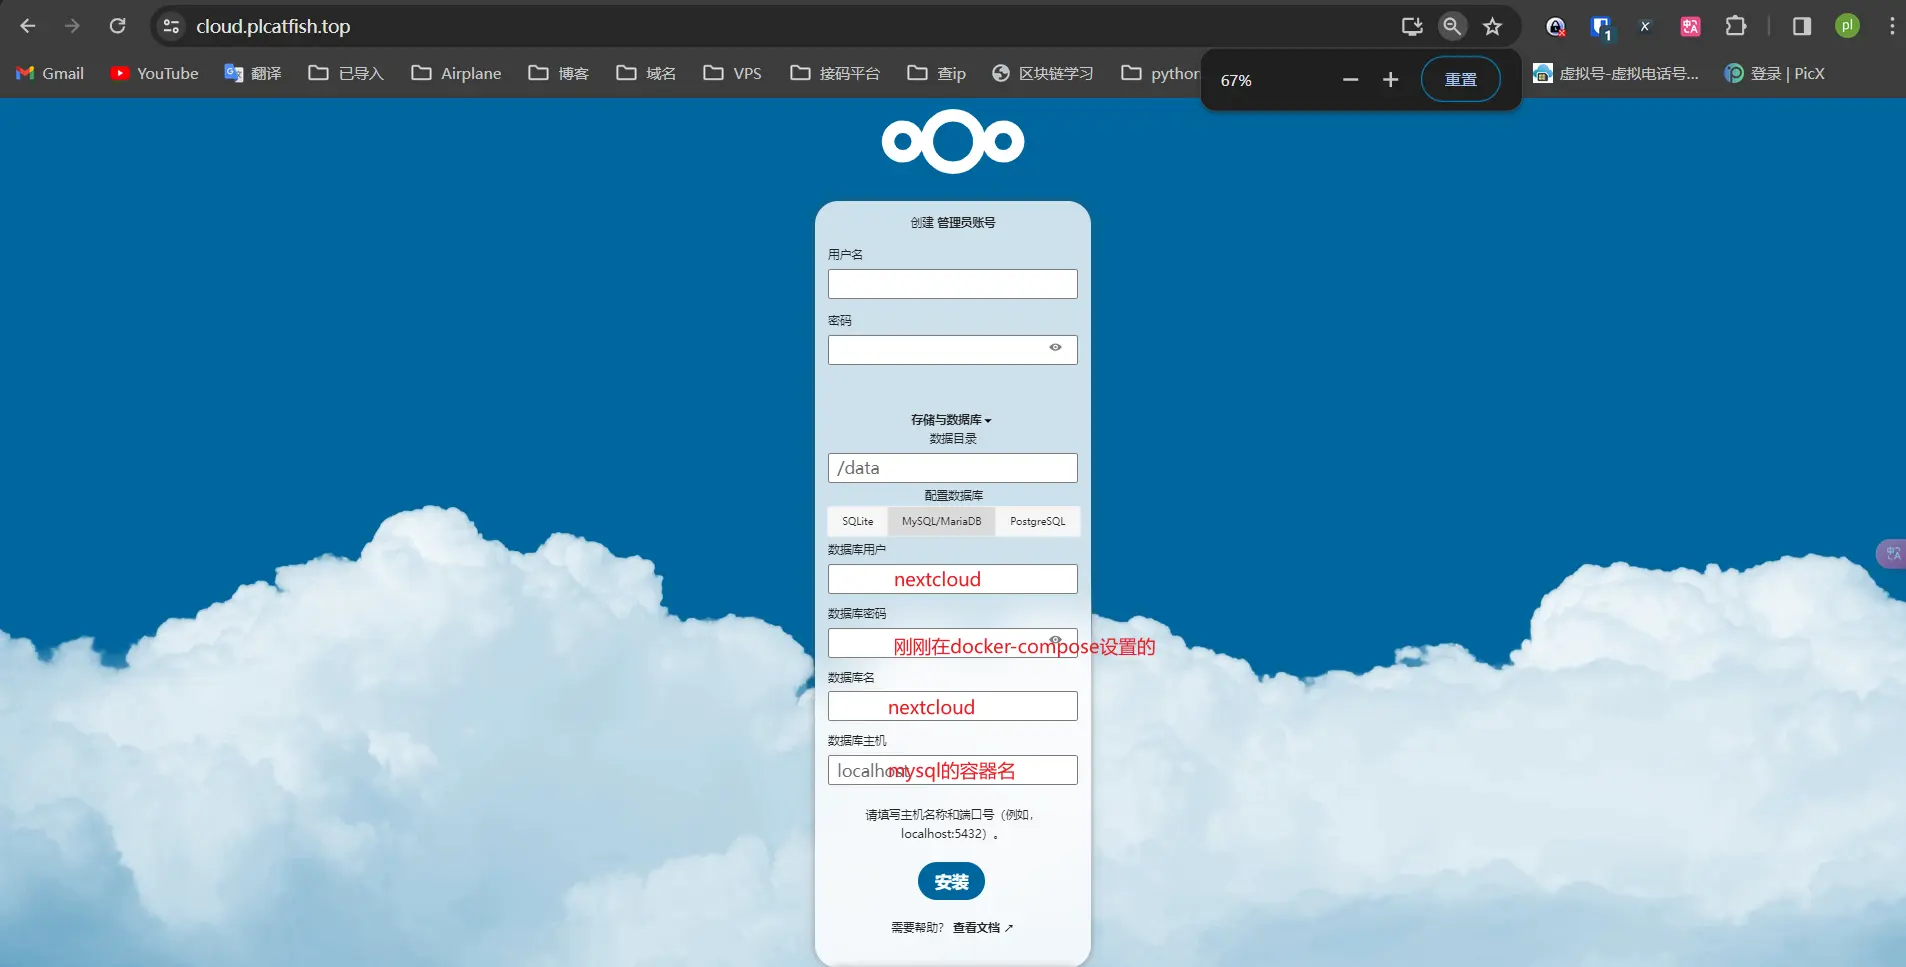 cloud.plcatfish.top
Gmail YouTube 翻译 已导入 Airplane 博客 域名 VPS 接码平台 查ip 区块链学习 python 虚拟号-虚拟电话号... 登录 | PicX
67% 重置
创建 管理员账号
用户名
密码
存储与数据库
数据目录
/data
配置数据库
SQLite MySQL/MariaDB PostgreSQL
数据库用户
nextcloud
数据库密码
刚刚在docker-compose设置的
数据库名
nextcloud
数据库主机
localhost mysql的容器名
请填写主机名称和端口号（例如，
localhost:5432）。
安装
需要帮助？ 查看文档 ↗